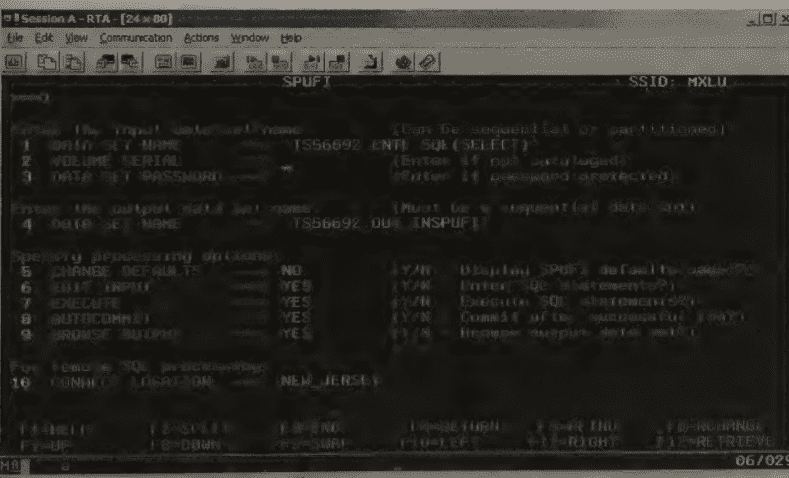 Session A - RTA - [24 x 80]
File Edit View Communication Actions Window Help
SPUFI SSID: MXLU
===>
Enter the input data set name (Can be sequential or partitioned)
1 DATA SET NAME TS56692 CNTL SQL(SELECT)
2 VOLUME SERIAL (Enter if not cataloged)
3 DATA SET PASSWORD (Enter if password protected)
Enter the output data set name (Must be a sequential data set)
4 DATA SET NAME TS56692 OUT INSPUFI
Specify processing options
5 CHANGE DEFAULTS NO (Y/N Display SPUFI defaults panel?)
6 EDIT INPUT YES (Y/N Enter SQL statements?)
7 EXECUTE YES (Y/N Execute SQL statements?)
8 AUTOCOMMIT YES (Y/N Commit after successful run?)
9 BROWSE OUTPUT YES (Y/N Browse output data set?)
For remote SQL processing
10 CONNECT LOCATION NEW_JERSEY
F1=HELP F2=SPLIT F3=END F4=RETURN F5=RFIND F6=RCHANGE
F7=UP F8=DOWN F9=SWAP F10=LEFT F11=RIGHT F12=RETRIEVE
MA a 06/029